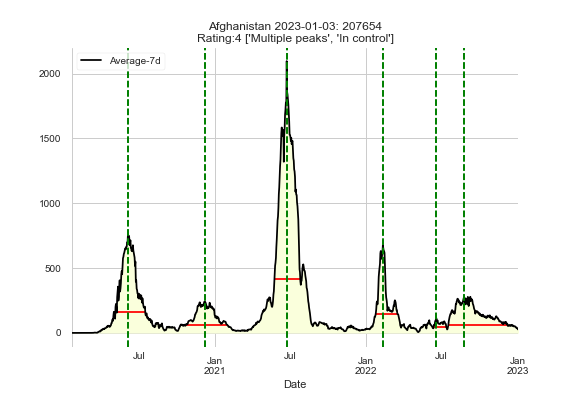 Afghanistan 2023-01-03: 207654
Rating:4 ['Multiple peaks', 'In control']
Average-7d
2000
1500
1000
500
0
Jul
Jan
2021
Jul
Jan
2022
Jul
Jan
2023
Date